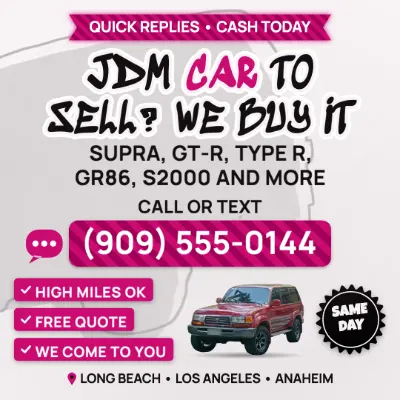 QUICK REPLIES • CASH TODAY
JDM CAR TO
SELL? WE BUY IT
SUPRA, GT-R, TYPE R,
GR86, S2000 AND MORE
CALL OR TEXT
(909) 555-0144
HIGH MILES OK
FREE QUOTE
WE COME TO YOU
SAME
DAY
LONG BEACH • LOS ANGELES • ANAHEIM